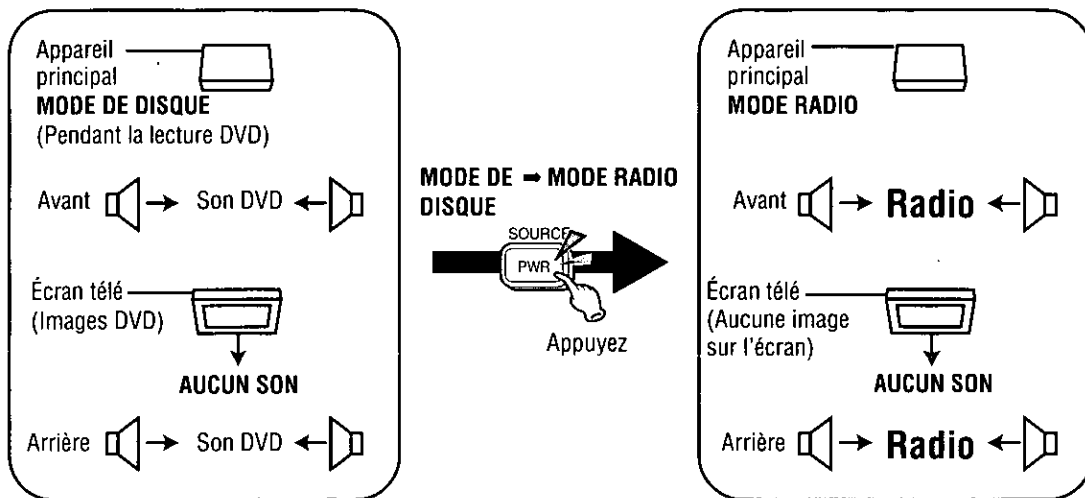 Appareil
principal
MODE DE DISQUE
(Pendant la lecture DVD)
Avant
Son DVD
Écran télé
(Images DVD)
AUCUN SON
Arrière
Son DVD
MODE DE ➡ MODE RADIO
DISQUE
SOURCE
PWR
Appuyez
Appareil
principal
MODE RADIO
Avant
Radio
Écran télé
(Aucune image
sur l'écran)
AUCUN SON
Arrière
Radio